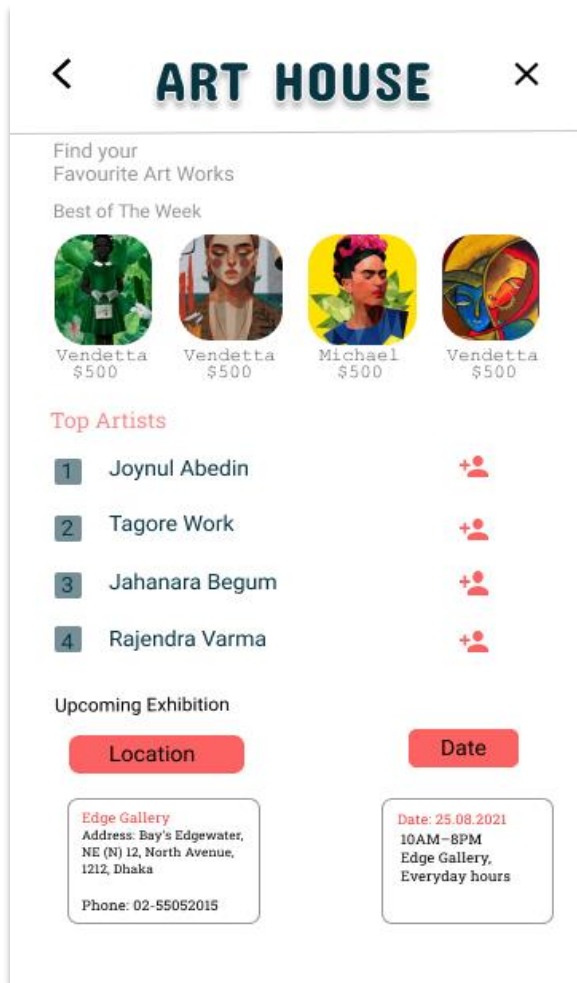 ART HOUSE
Find your
Favourite Art Works
Best of The Week
Vendetta
$500
Vendetta
$500
Michael
$500
Vendetta
$500
Top Artists
1 Joynul Abedin
2 Tagore Work
3 Jahanara Begum
4 Rajendra Varma
Upcoming Exhibition
Location
Edge Gallery
Address: Bay's Edgewater,
NE (N) 12, North Avenue,
1212, Dhaka
Phone: 02-55052015
Date
Date: 25.08.2021
10AM–8PM
Edge Gallery,
Everyday hours